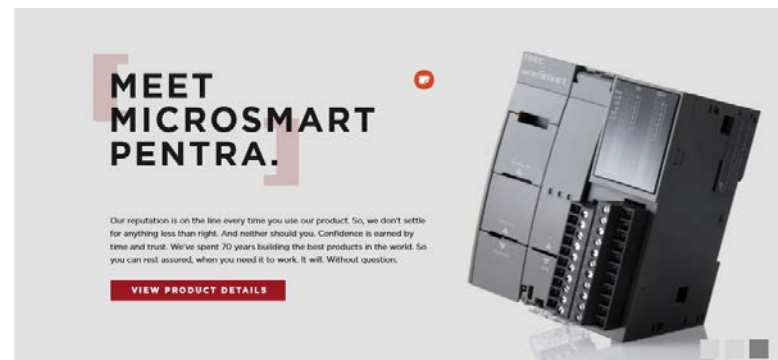 MEET
MICROSMART
PENTRA.
Our reputation is on the line every time you use our product. So, we don't settle
for anything less than right. And neither should you. Confidence is earned by
time and trust. We've spent 70 years building the best products in the world. So
you can rest assured, when you need it to work. It will. Without question.
VIEW PRODUCT DETAILS